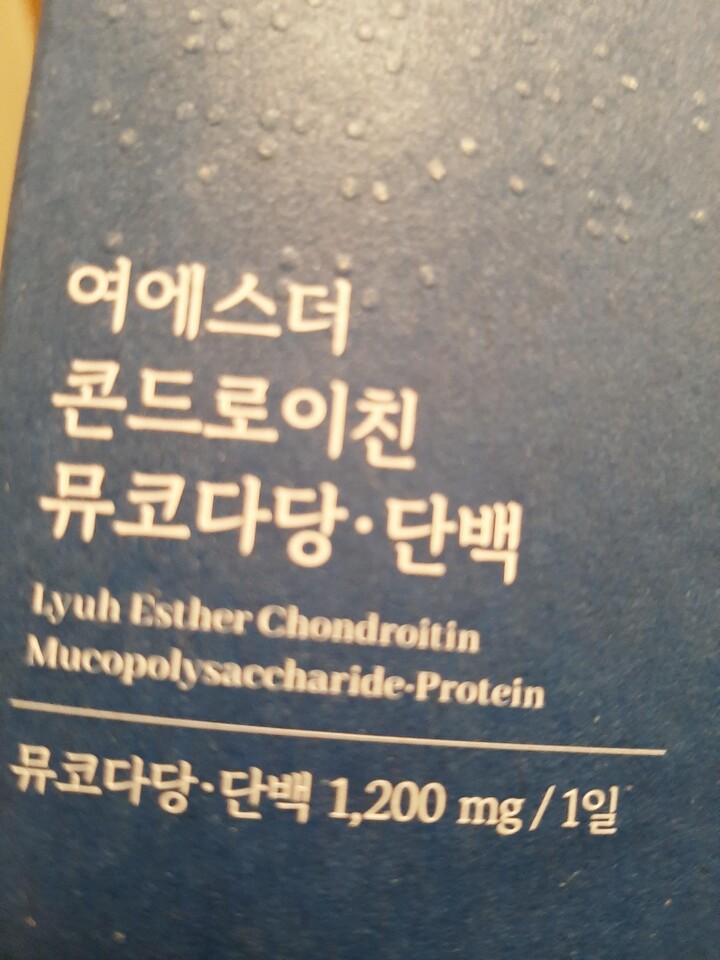 여에스더
콘드로이친
뮤코다당·단백
Lyuh Esther Chondroitin
Mucopolysaccharide-Protein
뮤코다당·단백 1,200 mg / 1일